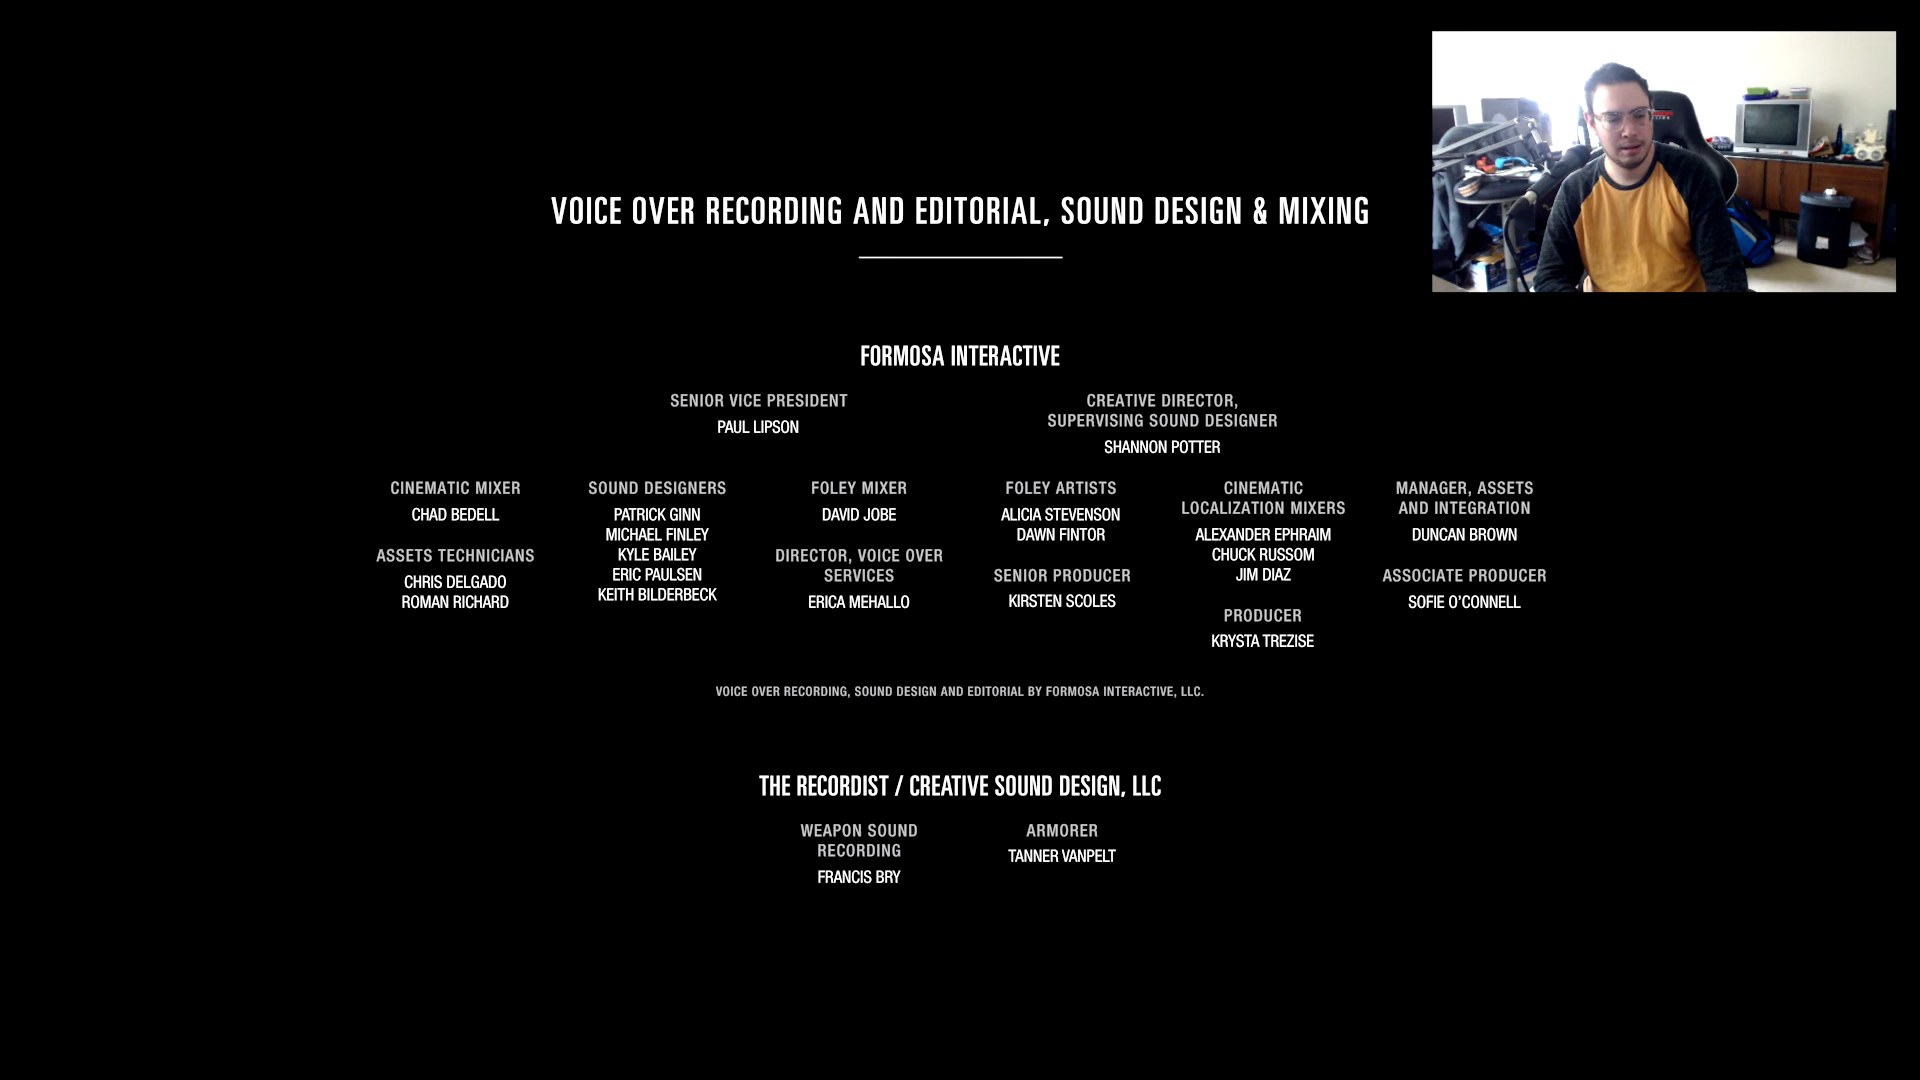 VOICE OVER RECORDING AND EDITORIAL, SOUND DESIGN & MIXING
FORMOSA INTERACTIVE
SENIOR VICE PRESIDENT
PAUL LIPSON
CREATIVE DIRECTOR,
SUPERVISING SOUND DESIGNER
SHANNON POTTER
CINEMATIC MIXER
CHAD BEDELL
ASSETS TECHNICIANS
CHRIS DELGADO
ROMAN RICHARD
SOUND DESIGNERS
PATRICK GINN
MICHAEL FINLEY
KYLE BAILEY
ERIC PAULSEN
KEITH BILDERBECK
FOLEY MIXER
DAVID JOBE
DIRECTOR, VOICE OVER
SERVICES
ERICA MEHALLO
FOLEY ARTISTS
ALICIA STEVENSON
DAWN FINTOR
SENIOR PRODUCER
KIRSTEN SCOLES
CINEMATIC
LOCALIZATION MIXERS
ALEXANDER EPHRAIM
CHUCK RUSSOM
JIM DIAZ
PRODUCER
KRYSTA TREZISE
MANAGER, ASSETS
AND INTEGRATION
DUNCAN BROWN
ASSOCIATE PRODUCER
SOFIE O'CONNELL
VOICE OVER RECORDING, SOUND DESIGN AND EDITORIAL BY FORMOSA INTERACTIVE, LLC.
THE RECORDIST / CREATIVE SOUND DESIGN, LLC
WEAPON SOUND
RECORDING
FRANCIS BRY
ARMORER
TANNER VANPELT